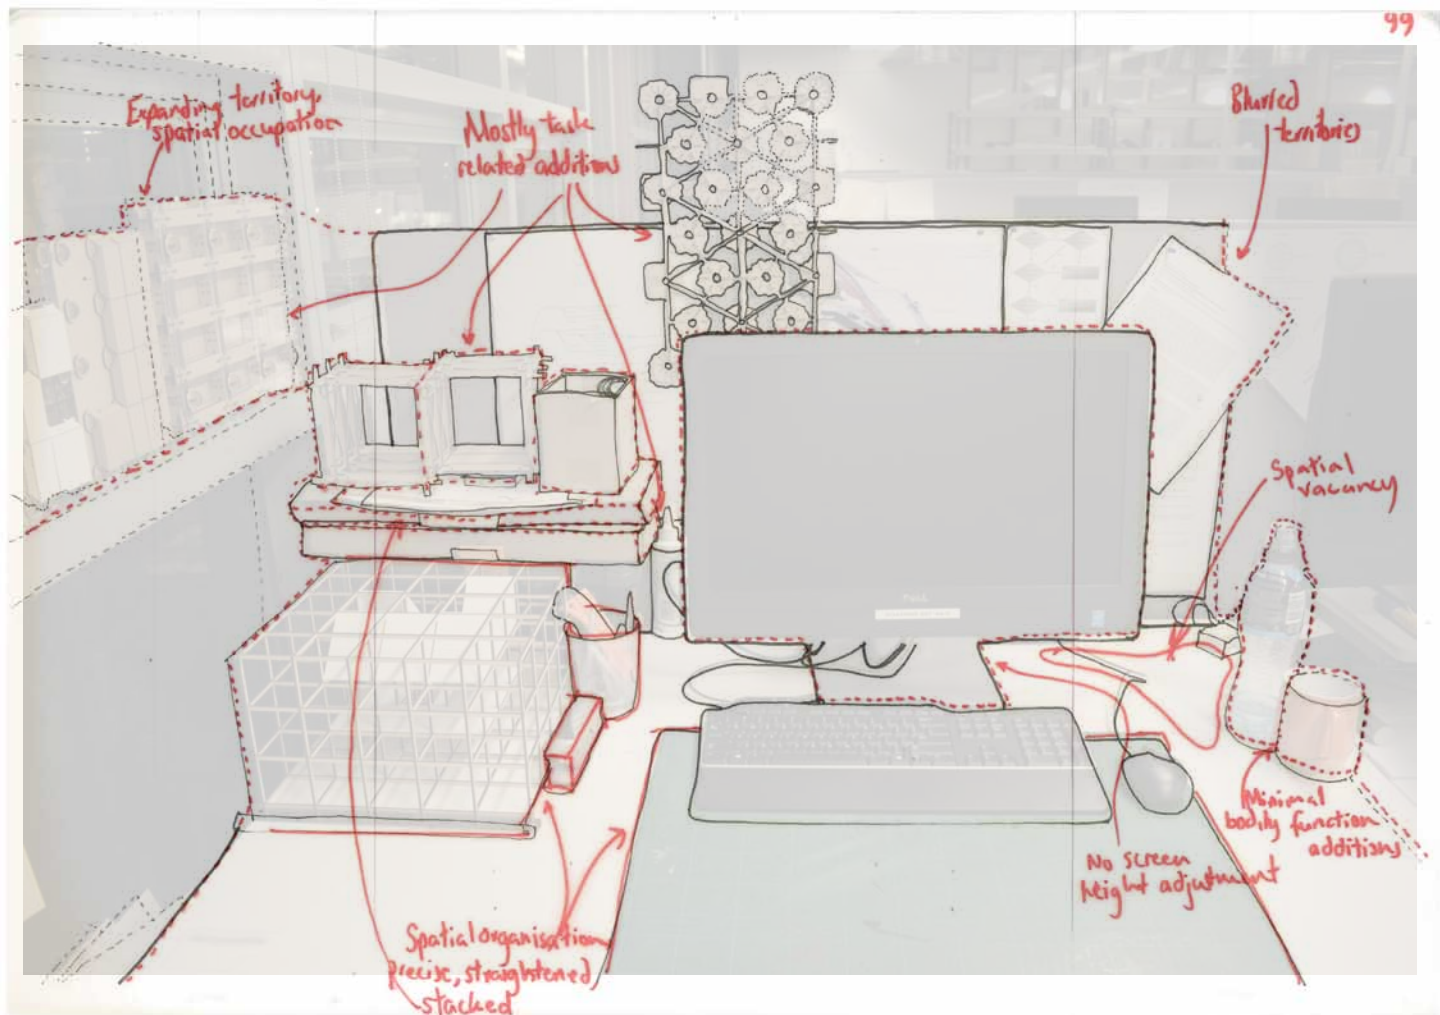 99
Expanding territory,
spatial occupation
Mostly task
related additions
Blurred
territories
Spatial
vacancy
DELL
Minimal
bodily function
additions
No screen
height adjustment
Spatial organisation
precise, straightened
stacked